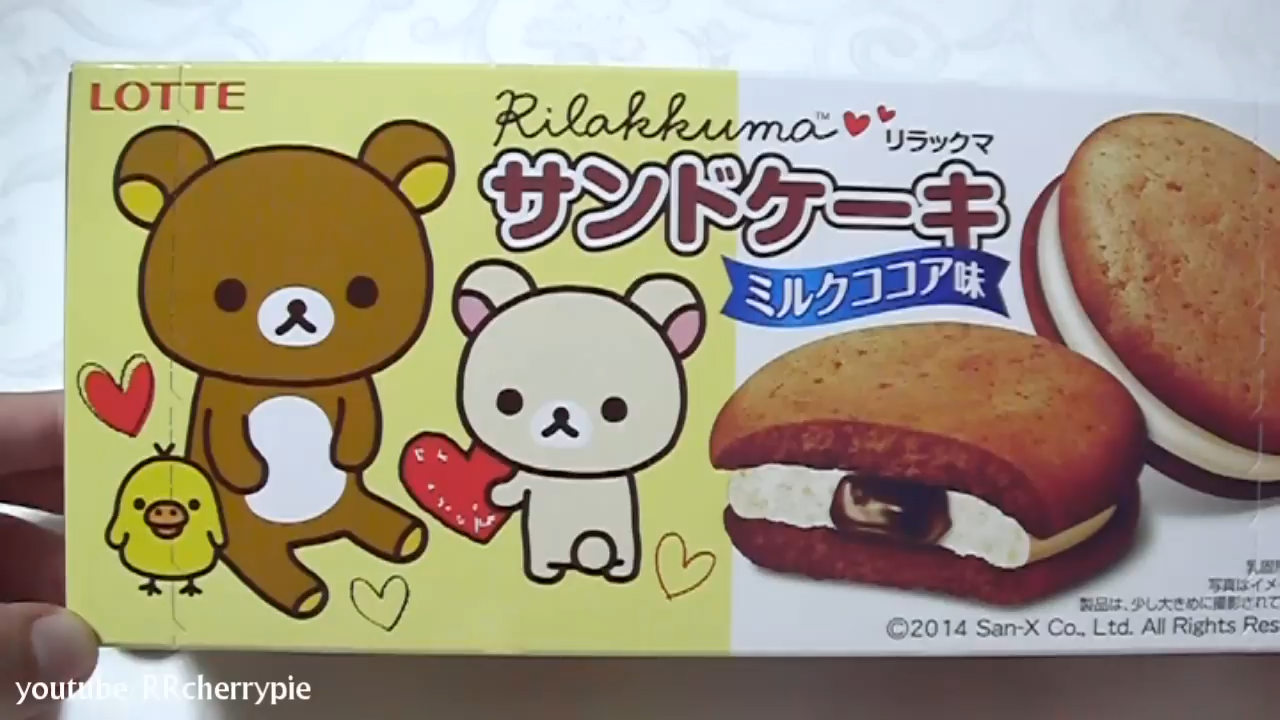 LOTTE
Rilakkuma™
リラックマ
サンドケーキ
ミルクココア味
写真はイメ
製品は、少し大きめに撮影されて
©2014 San-X Co., Ltd. All Rights Res
youtube RRcherrypie